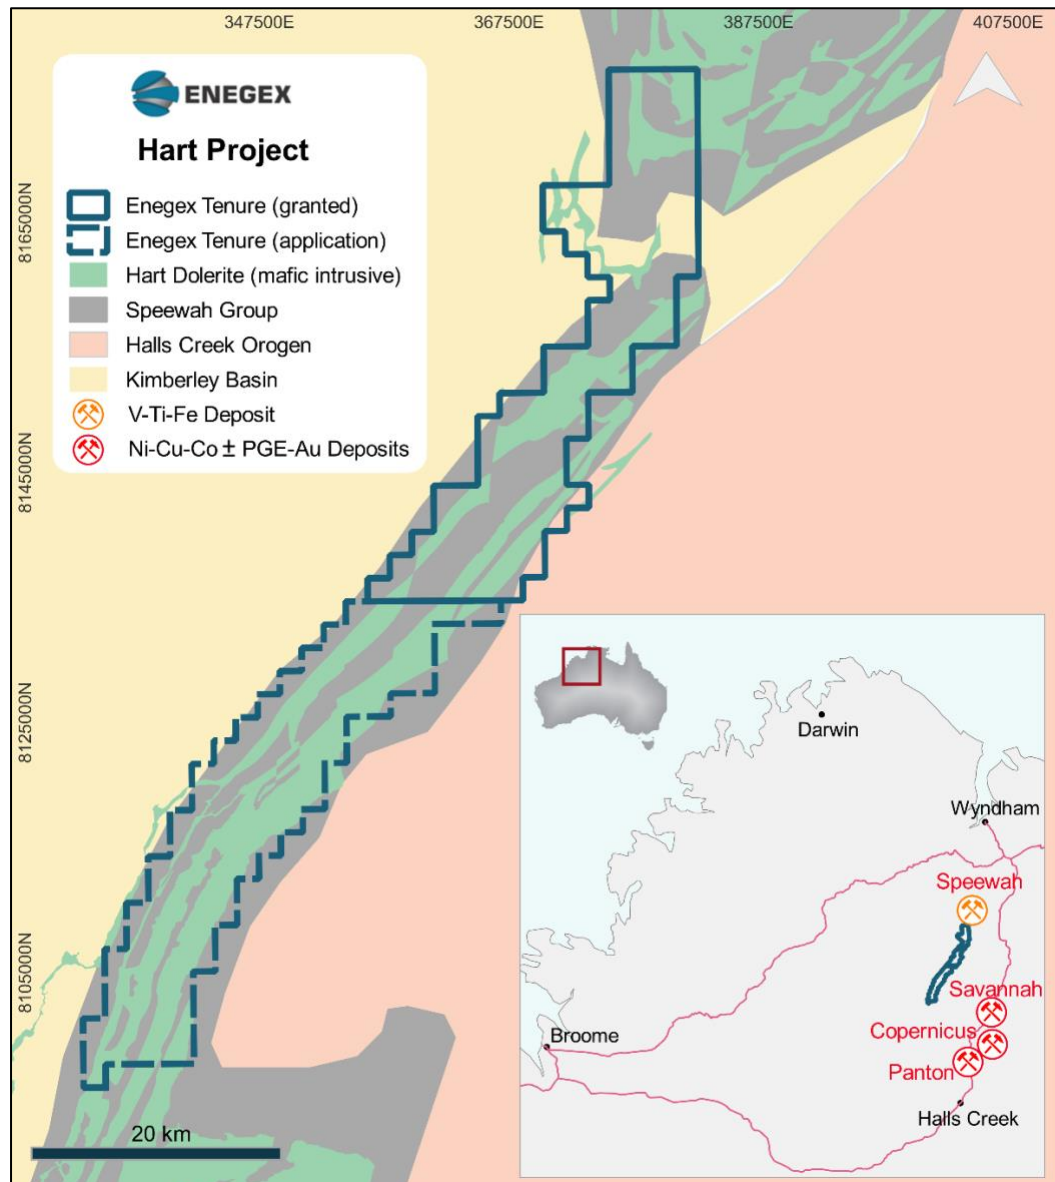 347500E
367500E
387500E
407500E
ENEGEX
Hart Project
Enegex Tenure (granted)
Enegex Tenure (application)
Hart Dolerite (mafic intrusive)
Speewah Group
Halls Creek Orogen
Kimberley Basin
V-Ti-Fe Deposit
Ni-Cu-Co ± PGE-Au Deposits
8165000N
8145000N
8125000N
8105000N
20 km
Darwin
Wyndham
Speewah
Savannah
Copernicus
Broome
Panton
Halls Creek